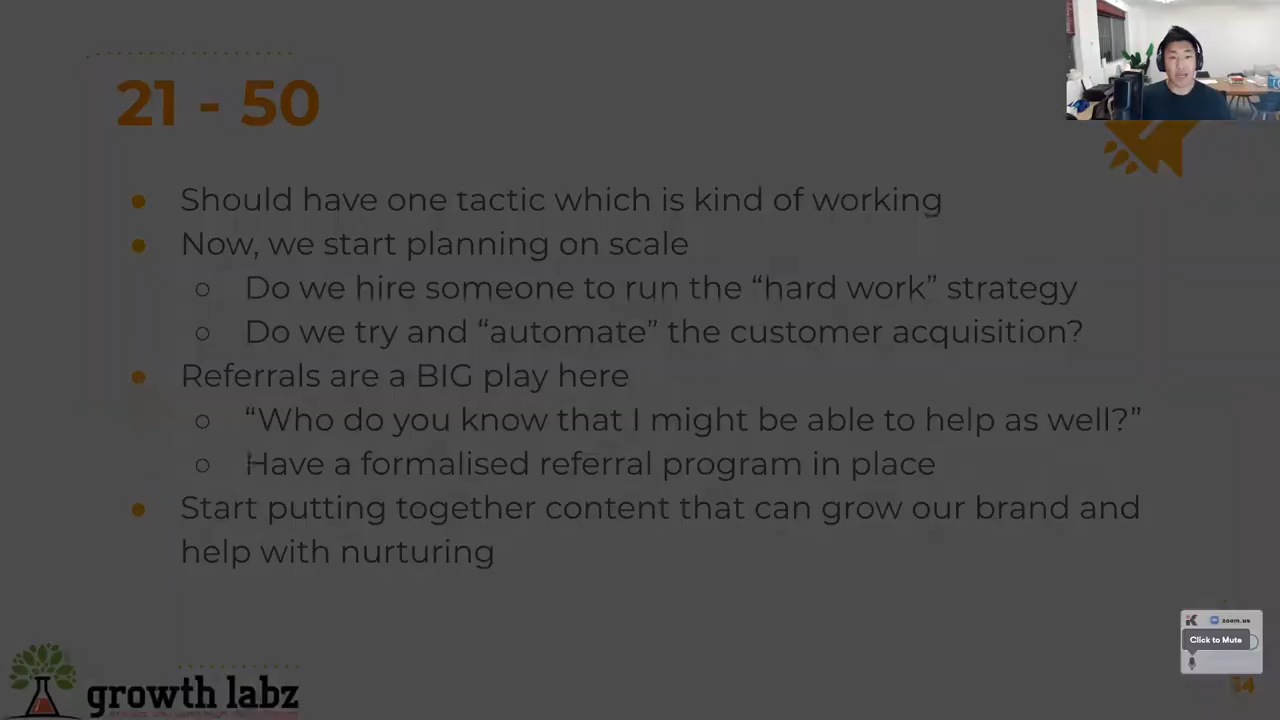 21 - 50
Should have one tactic which is kind of working
Now, we start planning on scale
Do we hire someone to run the “hard work” strategy
Do we try and “automate” the customer acquisition?
Referrals are a BIG play here
“Who do you know that I might be able to help as well?”
Have a formalised referral program in place
Start putting together content that can grow our brand and
help with nurturing
zoom.us
Click to Mute
growth labz